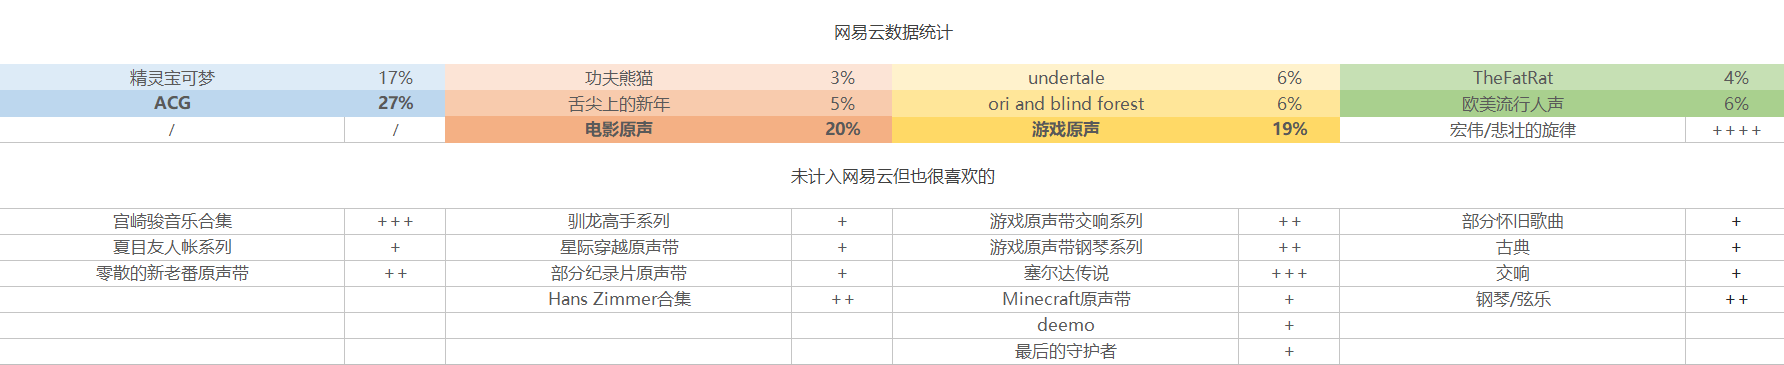 网易云数据统计
精灵宝可梦 17% 功夫熊猫 3% undertale 6% TheFatRat 4%
ACG 27% 舌尖上的新年 5% ori and blind forest 6% 欧美流行人声 6%
/ / 电影原声 20% 游戏原声 19% 宏伟/悲壮的旋律 ++++
未计入网易云但也很喜欢的
宫崎骏音乐合集 +++ 驯龙高手系列 + 游戏原声带交响系列 ++ 部分怀旧歌曲 +
夏目友人帐系列 + 星际穿越原声带 + 游戏原声带钢琴系列 ++ 古典 +
零散的新老番原声带 ++ 部分纪录片原声带 + 塞尔达传说 +++ 交响 +
Hans Zimmer合集 ++ Minecraft原声带 + 钢琴/弦乐 ++
deemo +
最后的守护者 +